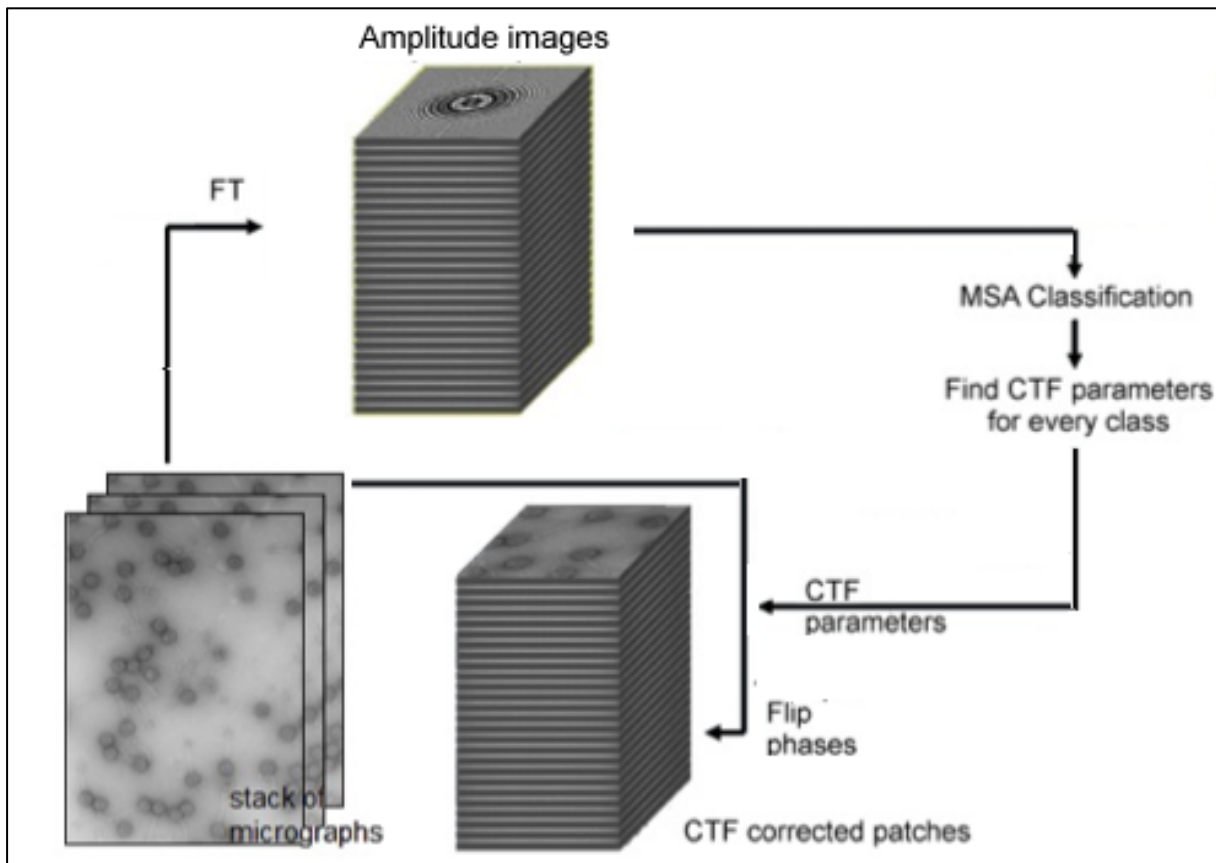 Amplitude images
FT
MSA Classification
Find CTF parameters
for every class
CTF
parameters
Flip
phases
stack of
micrographs
CTF corrected patches